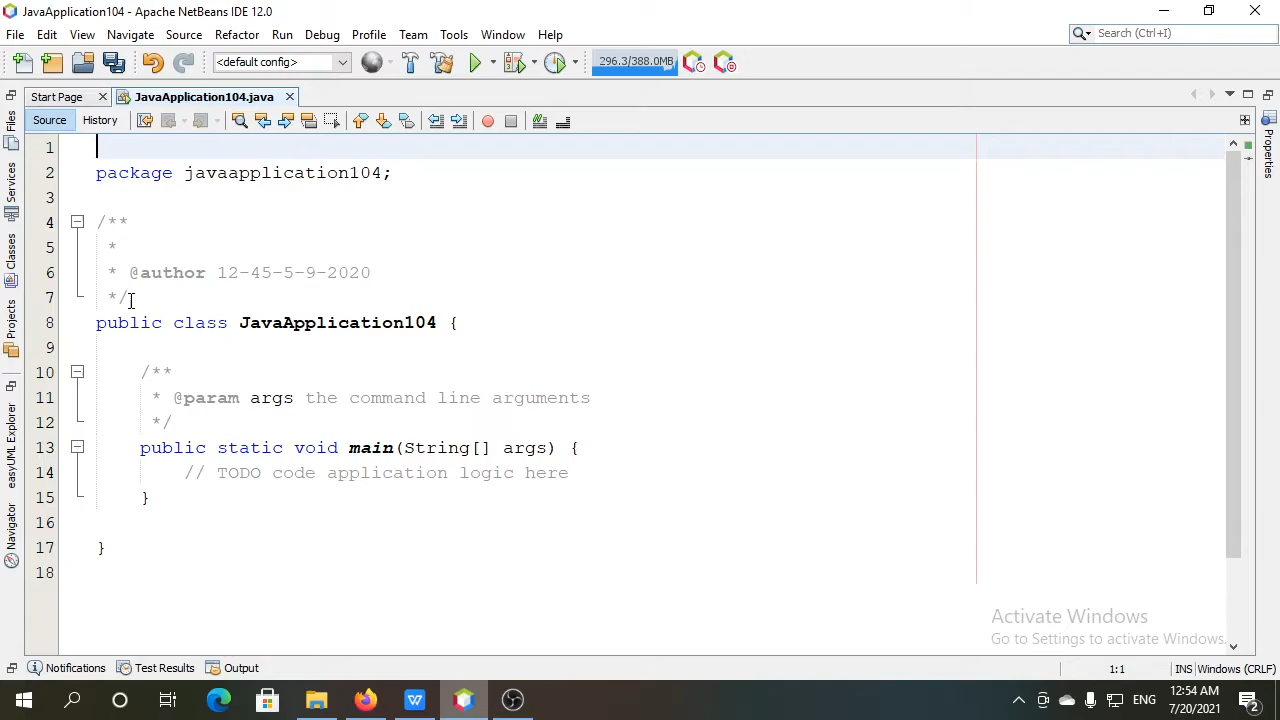 JavaApplication104 - Apache NetBeans IDE 12.0
File Edit View Navigate Source Refactor Run Debug Profile Team Tools Window Help
Search (Ctrl+I)
<default config>
296.3/388.0MB
Start Page
JavaApplication104.java
Source History
Files
Services
Classes
Projects
easyUML Explorer
Navigator
Properties
1
2 package javaapplication104;
3
4 /**
5 *
6 * @author 12-45-5-9-2020
7 */
8 public class JavaApplication104 {
9
10 /**
11 * @param args the command line arguments
12 */
13 public static void main(String[] args) {
14 // TODO code application logic here
15 }
16
17 }
18
Activate Windows
Go to Settings to activate Windows.
Notifications Test Results Output
1:1 INS Windows (CRLF)
ENG
12:54 AM
7/20/2021
2